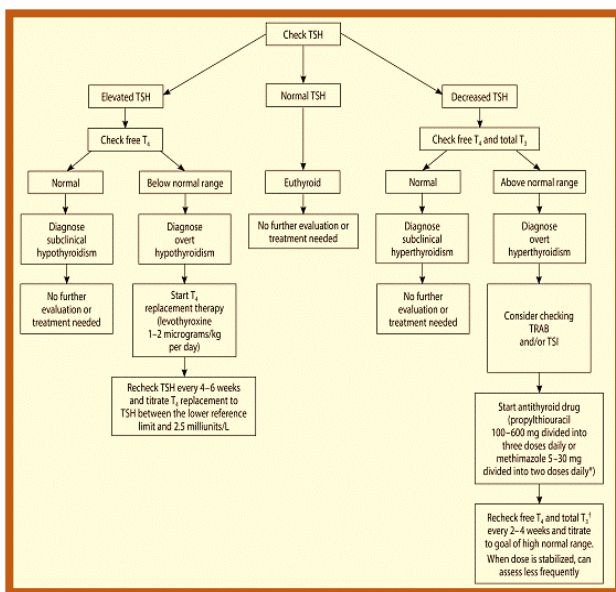 Check TSH
Elevated TSH
Normal TSH
Decreased TSH
Check free T₄
Check free T₄ and total T₃
Normal
Below normal range
Euthyroid
Normal
Above normal range
Diagnose
subclinical
hypothyroidism
Diagnose
overt
hypothyroidism
No further evaluation or
treatment needed
Diagnose
subclinical
hyperthyroidism
Diagnose
overt
hyperthyroidism
No further
evaluation or
treatment needed
Start T₄
replacement therapy
(levothyroxine
1–2 micrograms/kg
per day)
No further
evaluation or
treatment needed
Consider checking
TRAB
and/or TSI
Recheck TSH every 4–6 weeks
and titrate T₄ replacement to
TSH between the lower reference
limit and 2.5 milliunits/L
Start antithyroid drug
(propylthiouracil
100–600 mg divided into
three doses daily or
methimazole 5–30 mg
divided into two doses daily*)
Recheck free T₄ and total T₃†
every 2–4 weeks and titrate
to goal of high normal range.
When dose is stabilized, can
assess less frequently